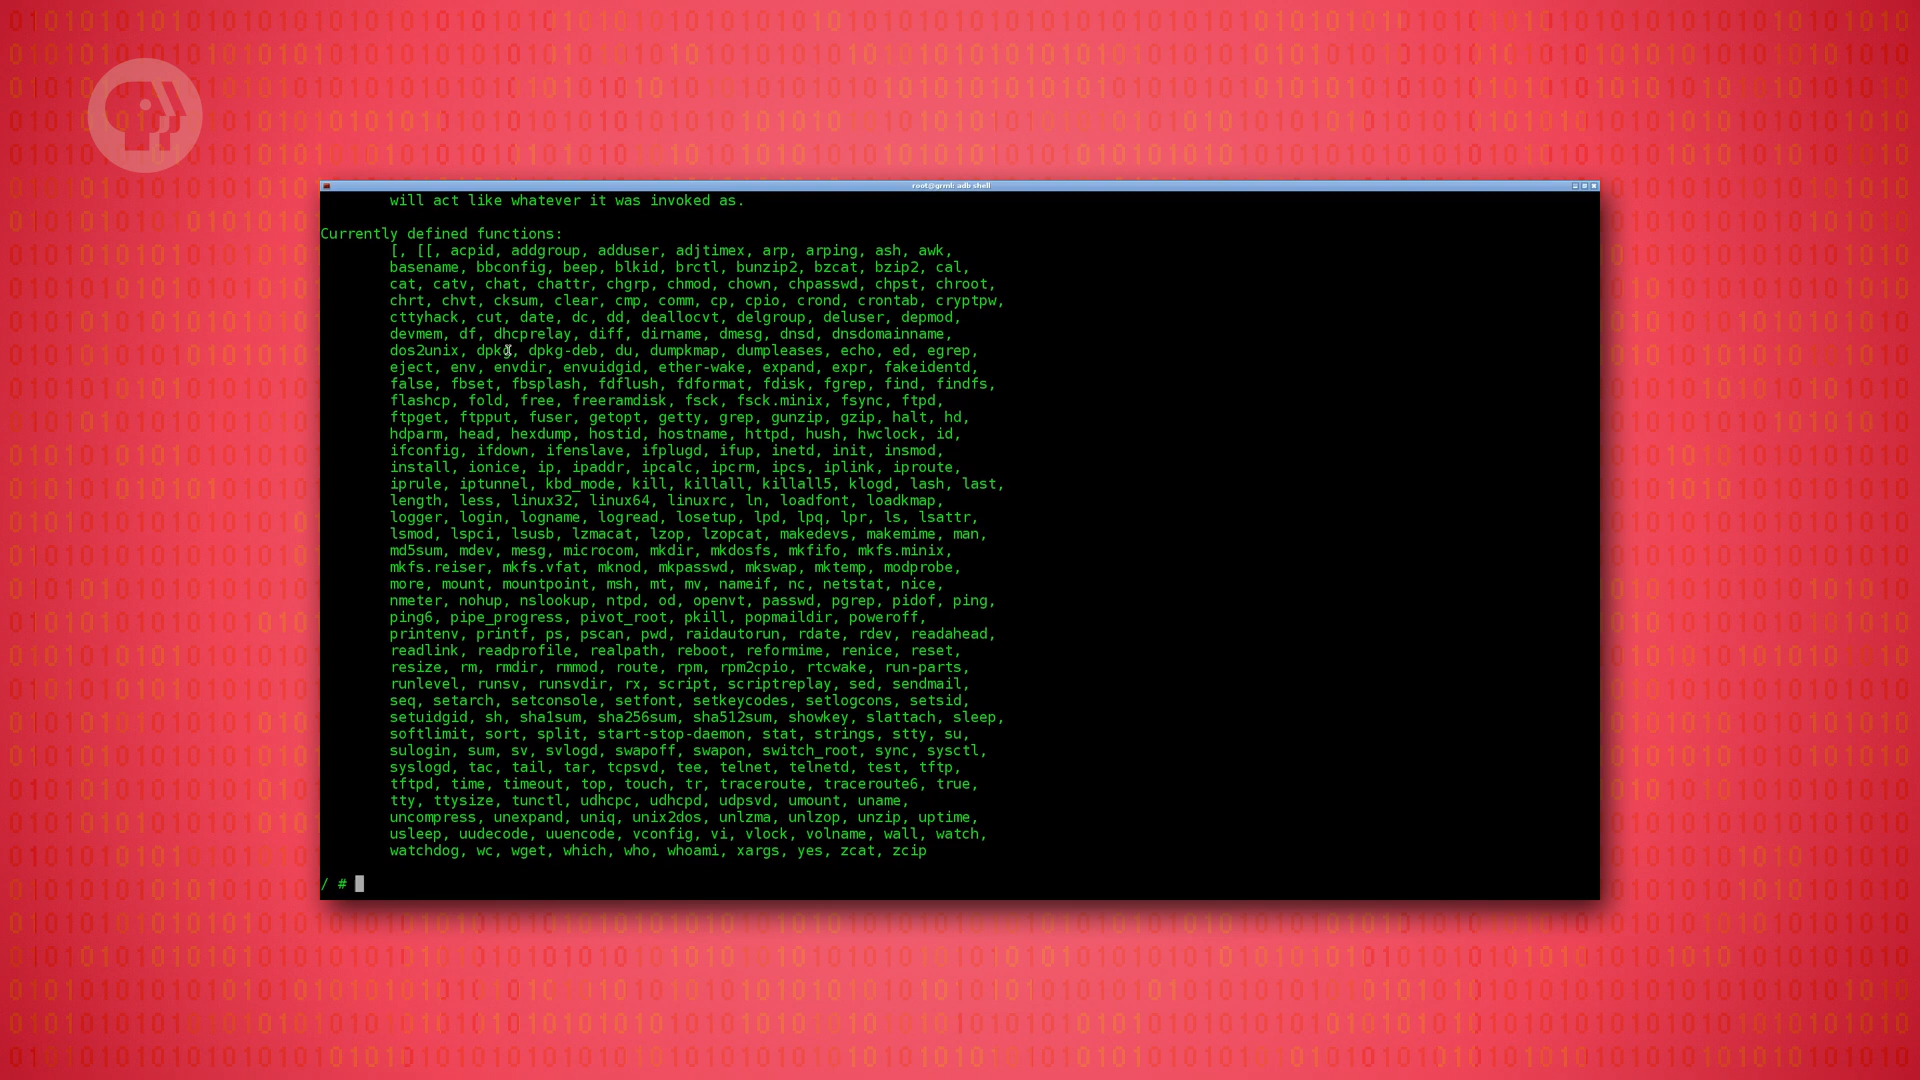 root@grml: adb shell
will act like whatever it was invoked as.
Currently defined functions:
[, [[, acpid, addgroup, adduser, adjtimex, arp, arping, ash, awk,
basename, bbconfig, beep, blkid, brctl, bunzip2, bzcat, bzip2, cal,
cat, catv, chat, chattr, chgrp, chmod, chown, chpasswd, chpst, chroot,
chrt, chvt, cksum, clear, cmp, comm, cp, cpio, crond, crontab, cryptpw,
cttyhack, cut, date, dc, dd, deallocvt, delgroup, deluser, depmod,
devmem, df, dhcprelay, diff, dirname, dmesg, dnsd, dnsdomainname,
dos2unix, dpkg, dpkg-deb, du, dumpkmap, dumpleases, echo, ed, egrep,
eject, env, envdir, envuidgid, ether-wake, expand, expr, fakeidentd,
false, fbset, fbsplash, fdflush, fdformat, fdisk, fgrep, find, findfs,
flashcp, fold, free, freeramdisk, fsck, fsck.minix, fsync, ftpd,
ftpget, ftpput, fuser, getopt, getty, grep, gunzip, gzip, halt, hd,
hdparm, head, hexdump, hostid, hostname, httpd, hush, hwclock, id,
ifconfig, ifdown, ifenslave, ifplugd, ifup, inetd, init, insmod,
install, ionice, ip, ipaddr, ipcalc, ipcrm, ipcs, iplink, iproute,
iprule, iptunnel, kbd_mode, kill, killall, killall5, klogd, lash, last,
length, less, linux32, linux64, linuxrc, ln, loadfont, loadkmap,
logger, login, logname, logread, losetup, lpd, lpq, lpr, ls, lsattr,
lsmod, lspci, lsusb, lzmacat, lzop, lzopcat, makedevs, makemime, man,
md5sum, mdev, mesg, microcom, mkdir, mkdosfs, mkfifo, mkfs.minix,
mkfs.reiser, mkfs.vfat, mknod, mkpasswd, mkswap, mktemp, modprobe,
more, mount, mountpoint, msh, mt, mv, nameif, nc, netstat, nice,
nmeter, nohup, nslookup, ntpd, od, openvt, passwd, pgrep, pidof, ping,
ping6, pipe_progress, pivot_root, pkill, popmaildir, poweroff,
printenv, printf, ps, pscan, pwd, raidautorun, rdate, rdev, readahead,
readlink, readprofile, realpath, reboot, reformime, renice, reset,
resize, rm, rmdir, rmmod, route, rpm, rpm2cpio, rtcwake, run-parts,
runlevel, runsv, runsvdir, rx, script, scriptreplay, sed, sendmail,
seq, setarch, setconsole, setfont, setkeycodes, setlogcons, setsid,
setuidgid, sh, sha1sum, sha256sum, sha512sum, showkey, slattach, sleep,
softlimit, sort, split, start-stop-daemon, stat, strings, stty, su,
sulogin, sum, sv, svlogd, swapoff, swapon, switch_root, sync, sysctl,
syslogd, tac, tail, tar, tcpsvd, tee, telnet, telnetd, test, tftp,
tftpd, time, timeout, top, touch, tr, traceroute, traceroute6, true,
tty, ttysize, tunctl, udhcpc, udhcpd, udpsvd, umount, uname,
uncompress, unexpand, uniq, unix2dos, unlzma, unlzop, unzip, uptime,
usleep, uudecode, uuencode, vconfig, vi, vlock, volname, wall, watch,
watchdog, wc, wget, which, who, whoami, xargs, yes, zcat, zcip
/ #